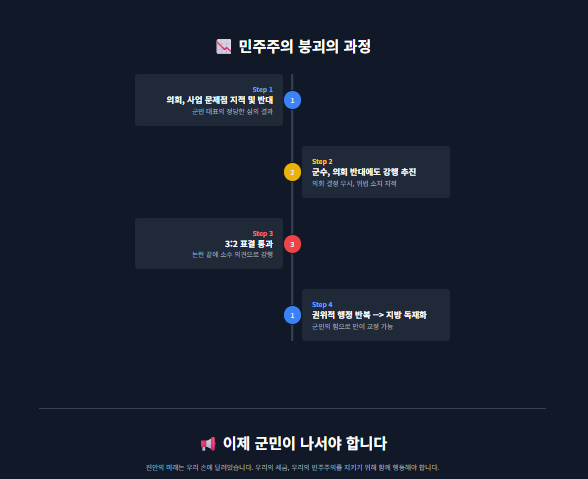 민주주의 붕괴의 과정
Step 1
의회, 사업 문제점 지적 및 반대
군민 대표의 정당한 심의 결과
1
Step 2
군수, 의회 반대에도 강행 추진
의회 결정 무시, 위법 소지 지적
2
Step 3
3:2 표결 통과
논란 끝에 소수 의견으로 강행
3
Step 4
권위적 행정 반복 --> 지방 독재화
군민의 힘으로 만이 교정 가능
1
이제 군민이 나서야 합니다
진안의 미래는 우리 손에 달려있습니다. 우리의 세금, 우리의 민주주의를 지키기 위해 함께 행동해야 합니다.